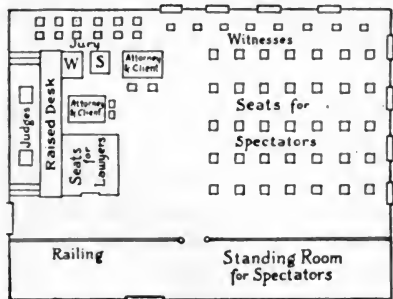 Jury
Witnesses
W
S
Attorney
& Client
Attorney
& Client
Judges
Raised Desk
Seats
for
Lawyers
Seats for
Spectators
Railing
Standing Room
for Spectators